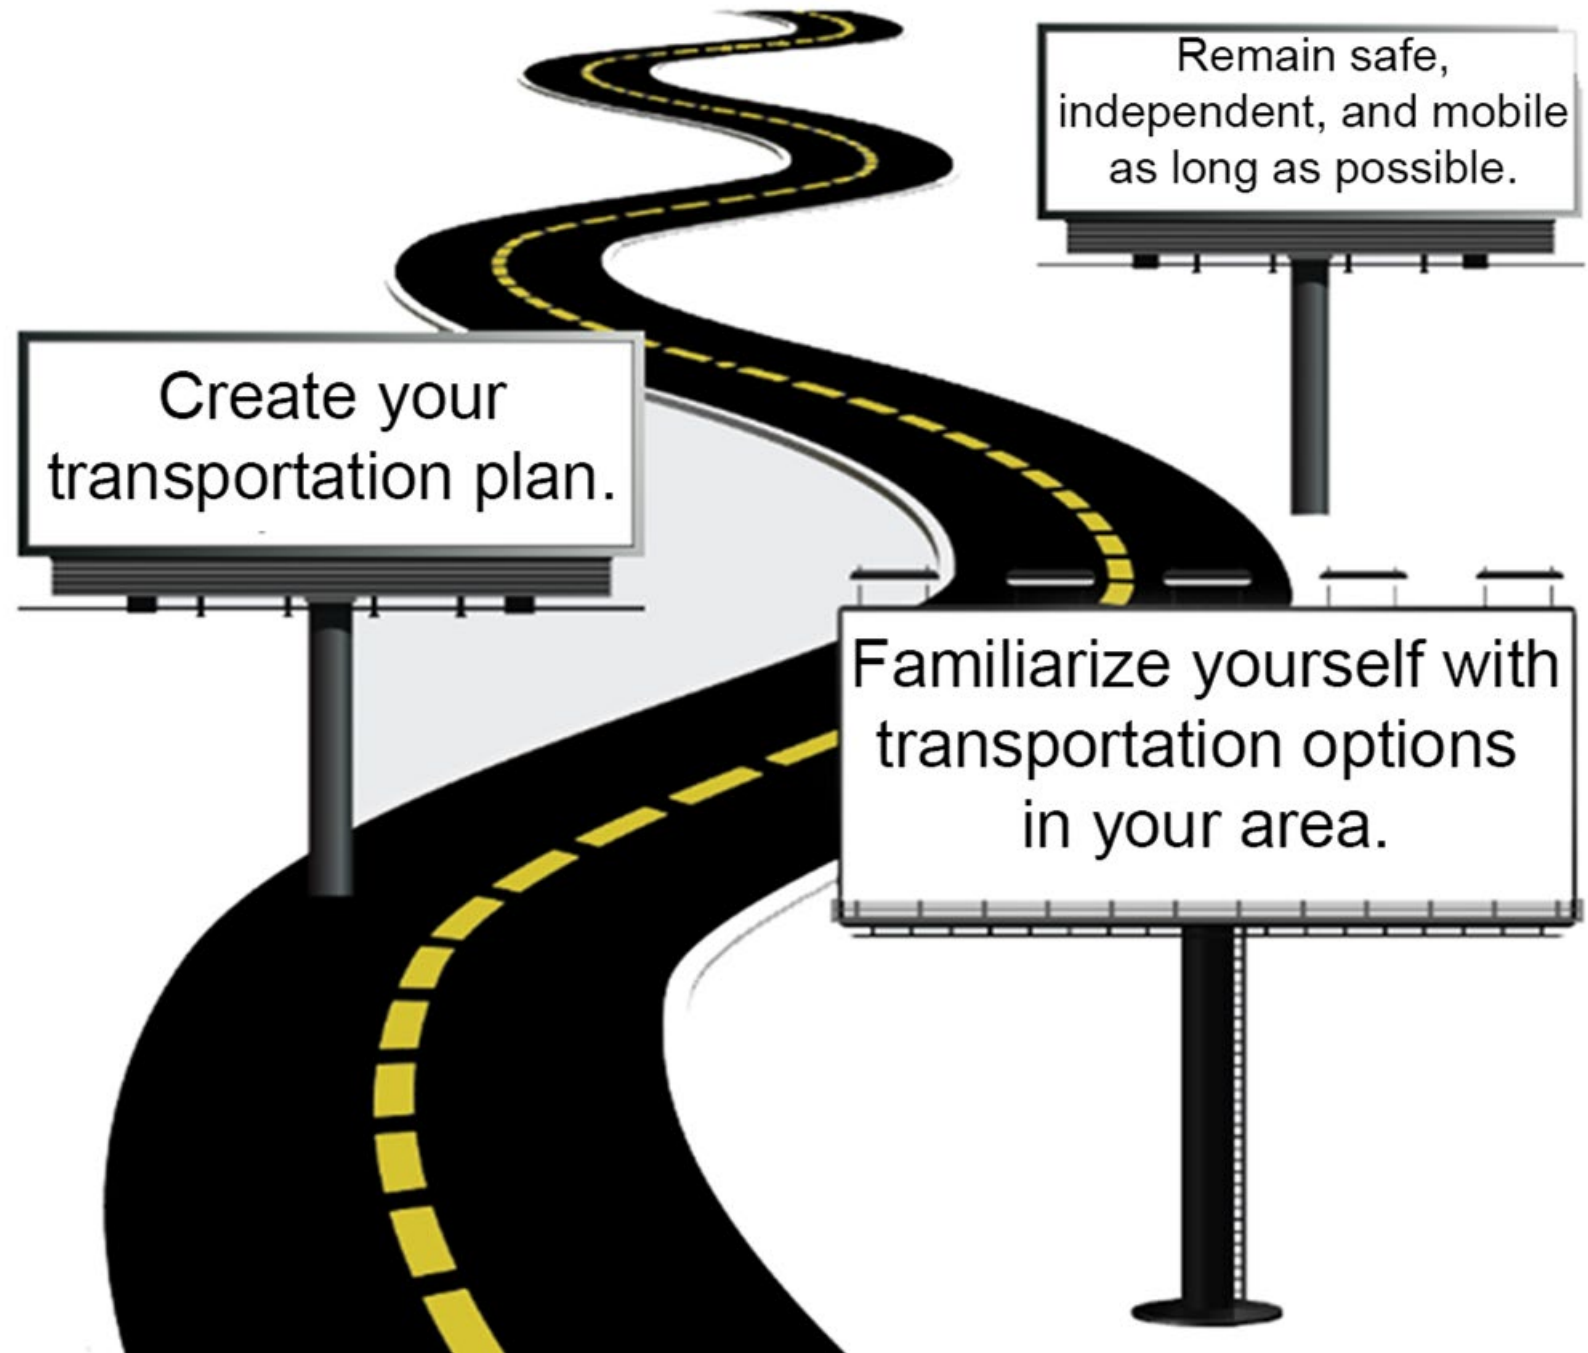 Remain safe,
independent, and mobile
as long as possible.
Create your
transportation plan.
Familiarize yourself with
transportation options
in your area.